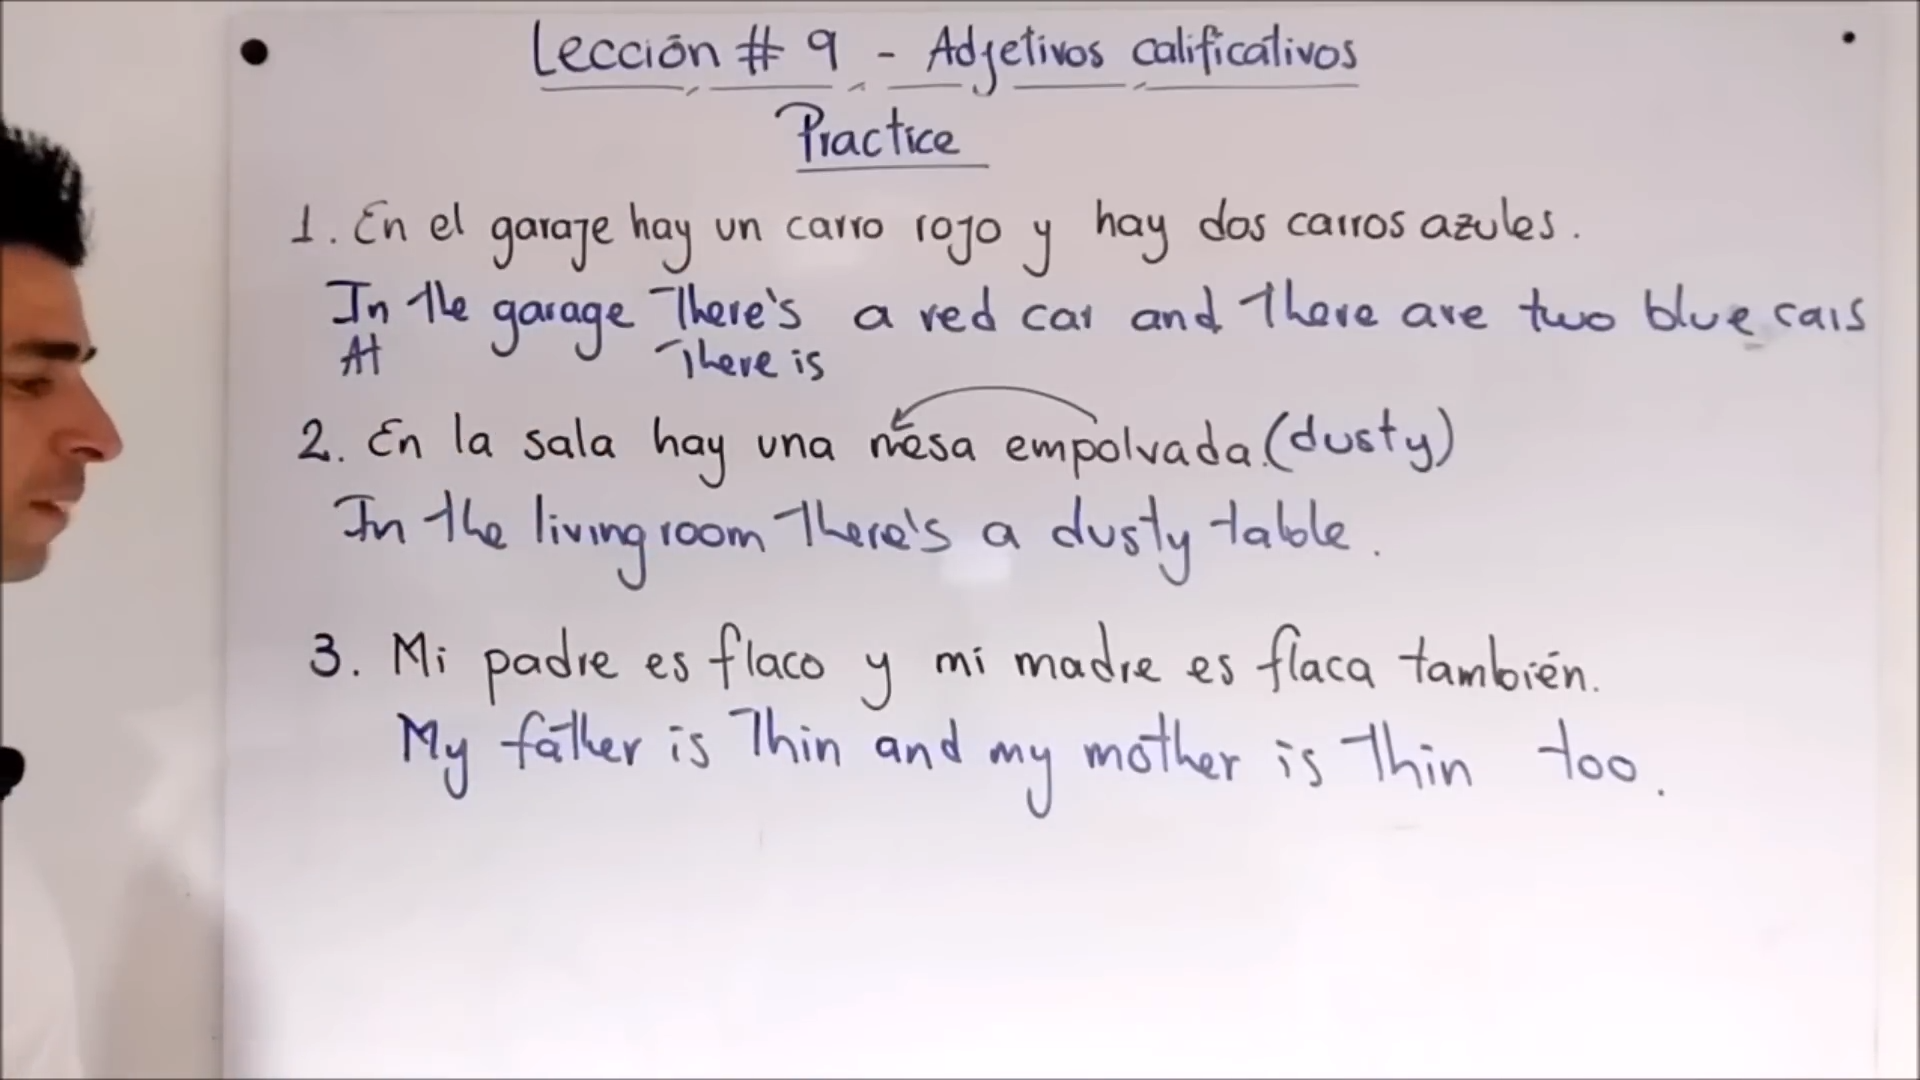 Lección # 9 - Adjetivos calificativos
Practice
1. En el garaje hay un carro rojo y hay dos carros azules.
In the garage There's a red car and there are two blue cars
At There is
2. En la sala hay una mesa empolvada. (dusty)
In the living room There's a dusty table.
3. Mi padre es flaco y mi madre es flaca también.
My father is Thin and my mother is Thin too.